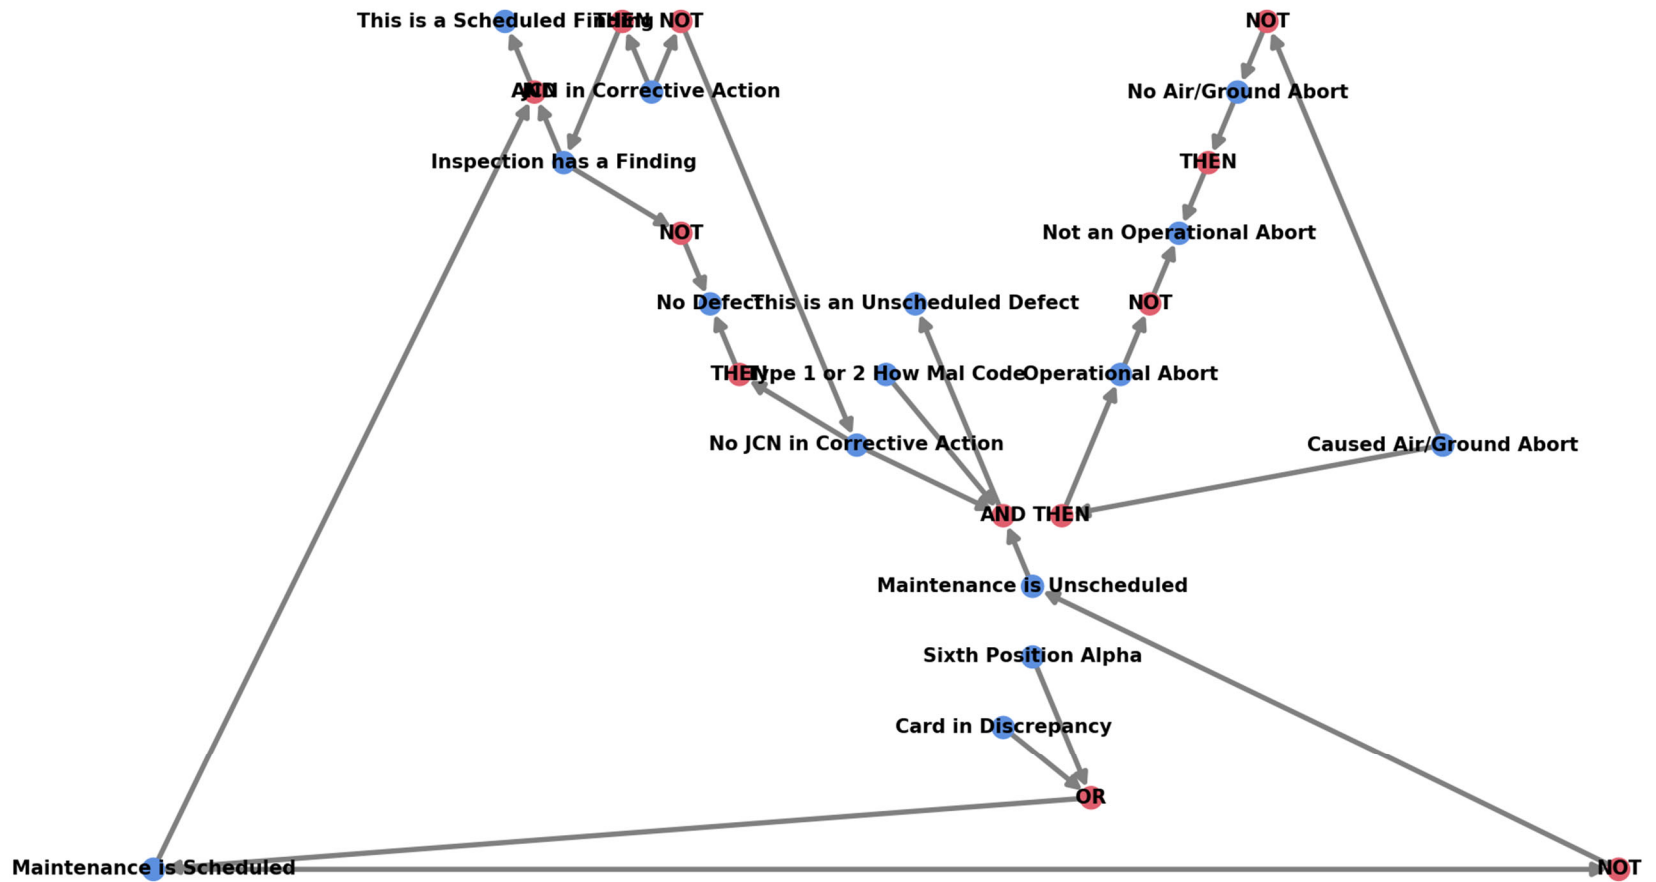 This is a Scheduled Finding
THEN
NOT
NOT
AND
JCN in Corrective Action
No Air/Ground Abort
Inspection has a Finding
THEN
NOT
Not an Operational Abort
No Defect
This is an Unscheduled Defect
NOT
THEN
Type 1 or 2 How Mal Code
Operational Abort
No JCN in Corrective Action
Caused Air/Ground Abort
AND
THEN
Maintenance is Unscheduled
Sixth Position Alpha
Card in Discrepancy
OR
Maintenance is Scheduled
NOT